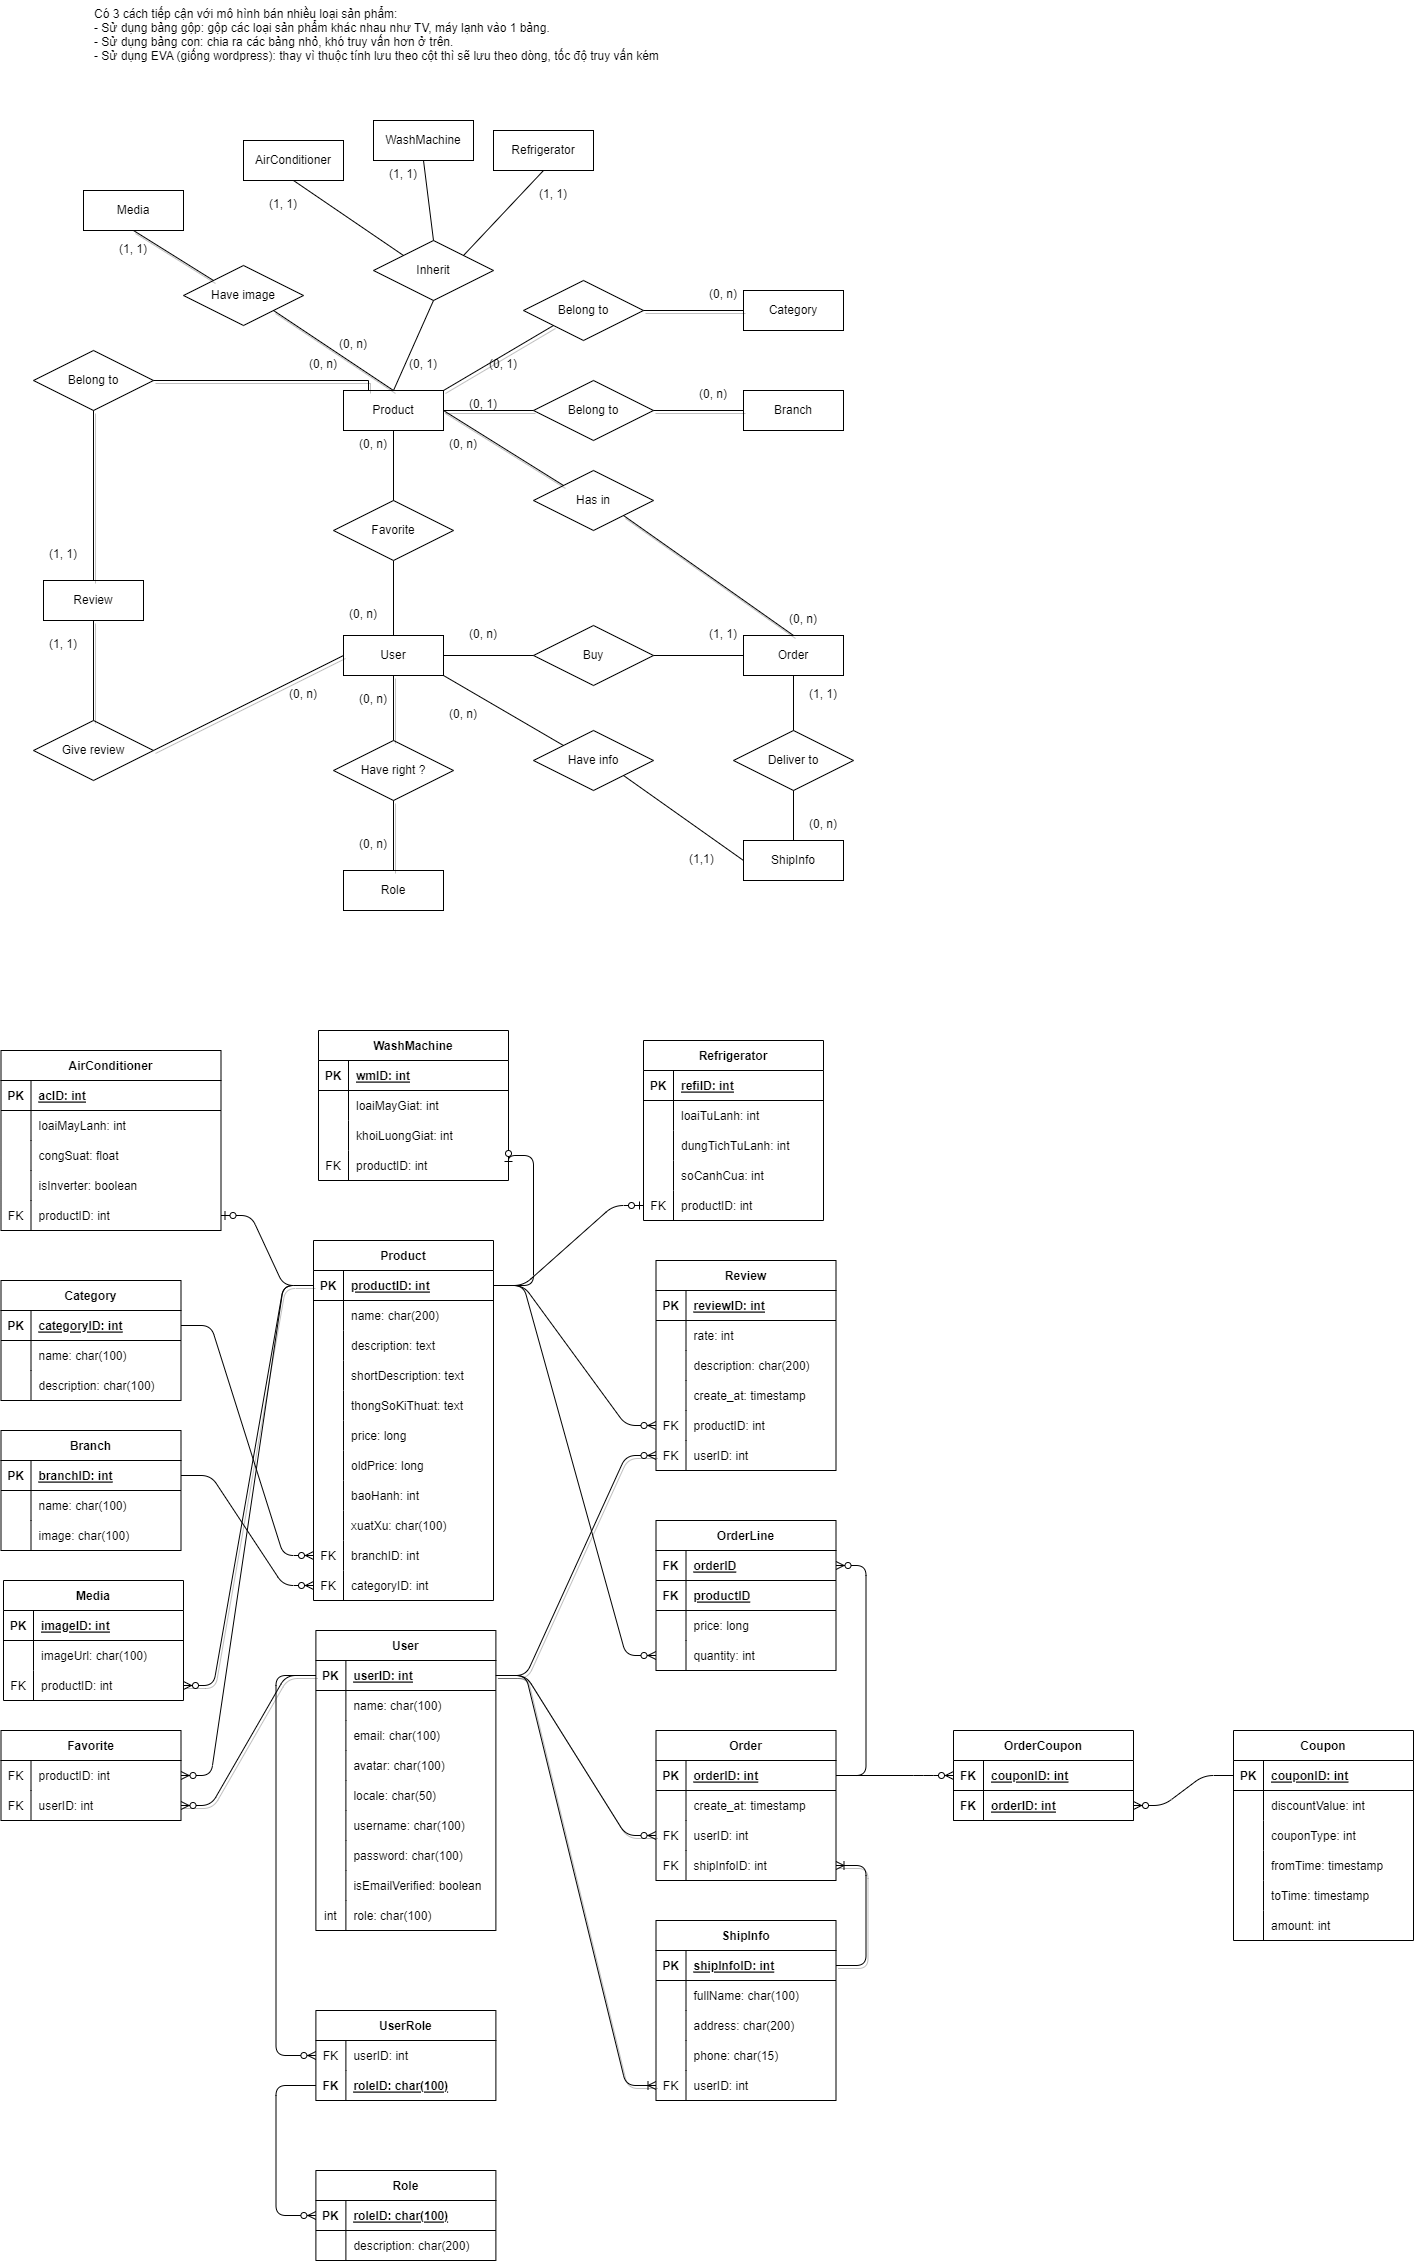 Có 3 cách tiếp cận với mô hình bán nhiều loại sản phẩm:
- Sử dụng bảng gộp: gộp các loại sản phẩm khác nhau như TV, máy lạnh vào 1 bảng.
- Sử dụng bảng con: chia ra các bảng nhỏ, khó truy vấn hơn ở trên.
- Sử dụng EVA (giống wordpress): thay vì thuộc tính lưu theo cột thì sẽ lưu theo dòng, tốc độ truy vấn kém
WashMachine
AirConditioner
Refrigerator
(1, 1)
(1, 1)
(1, 1)
Media
(1, 1)
Inherit
Have image
Belong to
(0, n)
Category
(0, n)
(0, n)
(0, 1)
(0, 1)
Belong to
Product
(0, 1)
Belong to
(0, n)
Branch
(0, n)
(0, n)
Has in
Favorite
(1, 1)
Review
(1, 1)
(0, n)
(0, n)
User
(0, n)
Buy
(1, 1)
Order
(0, n)
(0, n)
(0, n)
(1, 1)
Give review
Have right ?
Have info
Deliver to
(0, n)
(1,1)
(0, n)
ShipInfo
Role
WashMachine
PK wmID: int
loaiMayGiat: int
khoiLuongGiat: int
FK productID: int
Refrigerator
PK refiID: int
loaiTuLanh: int
dungTichTuLanh: int
soCanhCua: int
FK productID: int
AirConditioner
PK acID: int
loaiMayLanh: int
congSuat: float
isInverter: boolean
FK productID: int
Product
PK productID: int
name: char(200)
description: text
shortDescription: text
thongSoKiThuat: text
price: long
oldPrice: long
baoHanh: int
xuatXu: char(100)
FK branchID: int
FK categoryID: int
Review
PK reviewID: int
rate: int
description: char(200)
create_at: timestamp
FK productID: int
FK userID: int
Category
PK categoryID: int
name: char(100)
description: char(100)
Branch
PK branchID: int
name: char(100)
image: char(100)
OrderLine
FK orderID
FK productID
price: long
quantity: int
Media
PK imageID: int
imageUrl: char(100)
FK productID: int
User
PK userID: int
name: char(100)
email: char(100)
avatar: char(100)
locale: char(50)
username: char(100)
password: char(100)
isEmailVerified: boolean
int role: char(100)
Favorite
FK productID: int
FK userID: int
Order
PK orderID: int
create_at: timestamp
FK userID: int
FK shipInfoID: int
OrderCoupon
FK couponID: int
FK orderID: int
Coupon
PK couponID: int
discountValue: int
couponType: int
fromTime: timestamp
toTime: timestamp
amount: int
ShipInfo
PK shipInfoID: int
fullName: char(100)
address: char(200)
phone: char(15)
FK userID: int
UserRole
FK userID: int
FK roleID: char(100)
Role
PK roleID: char(100)
description: char(200)